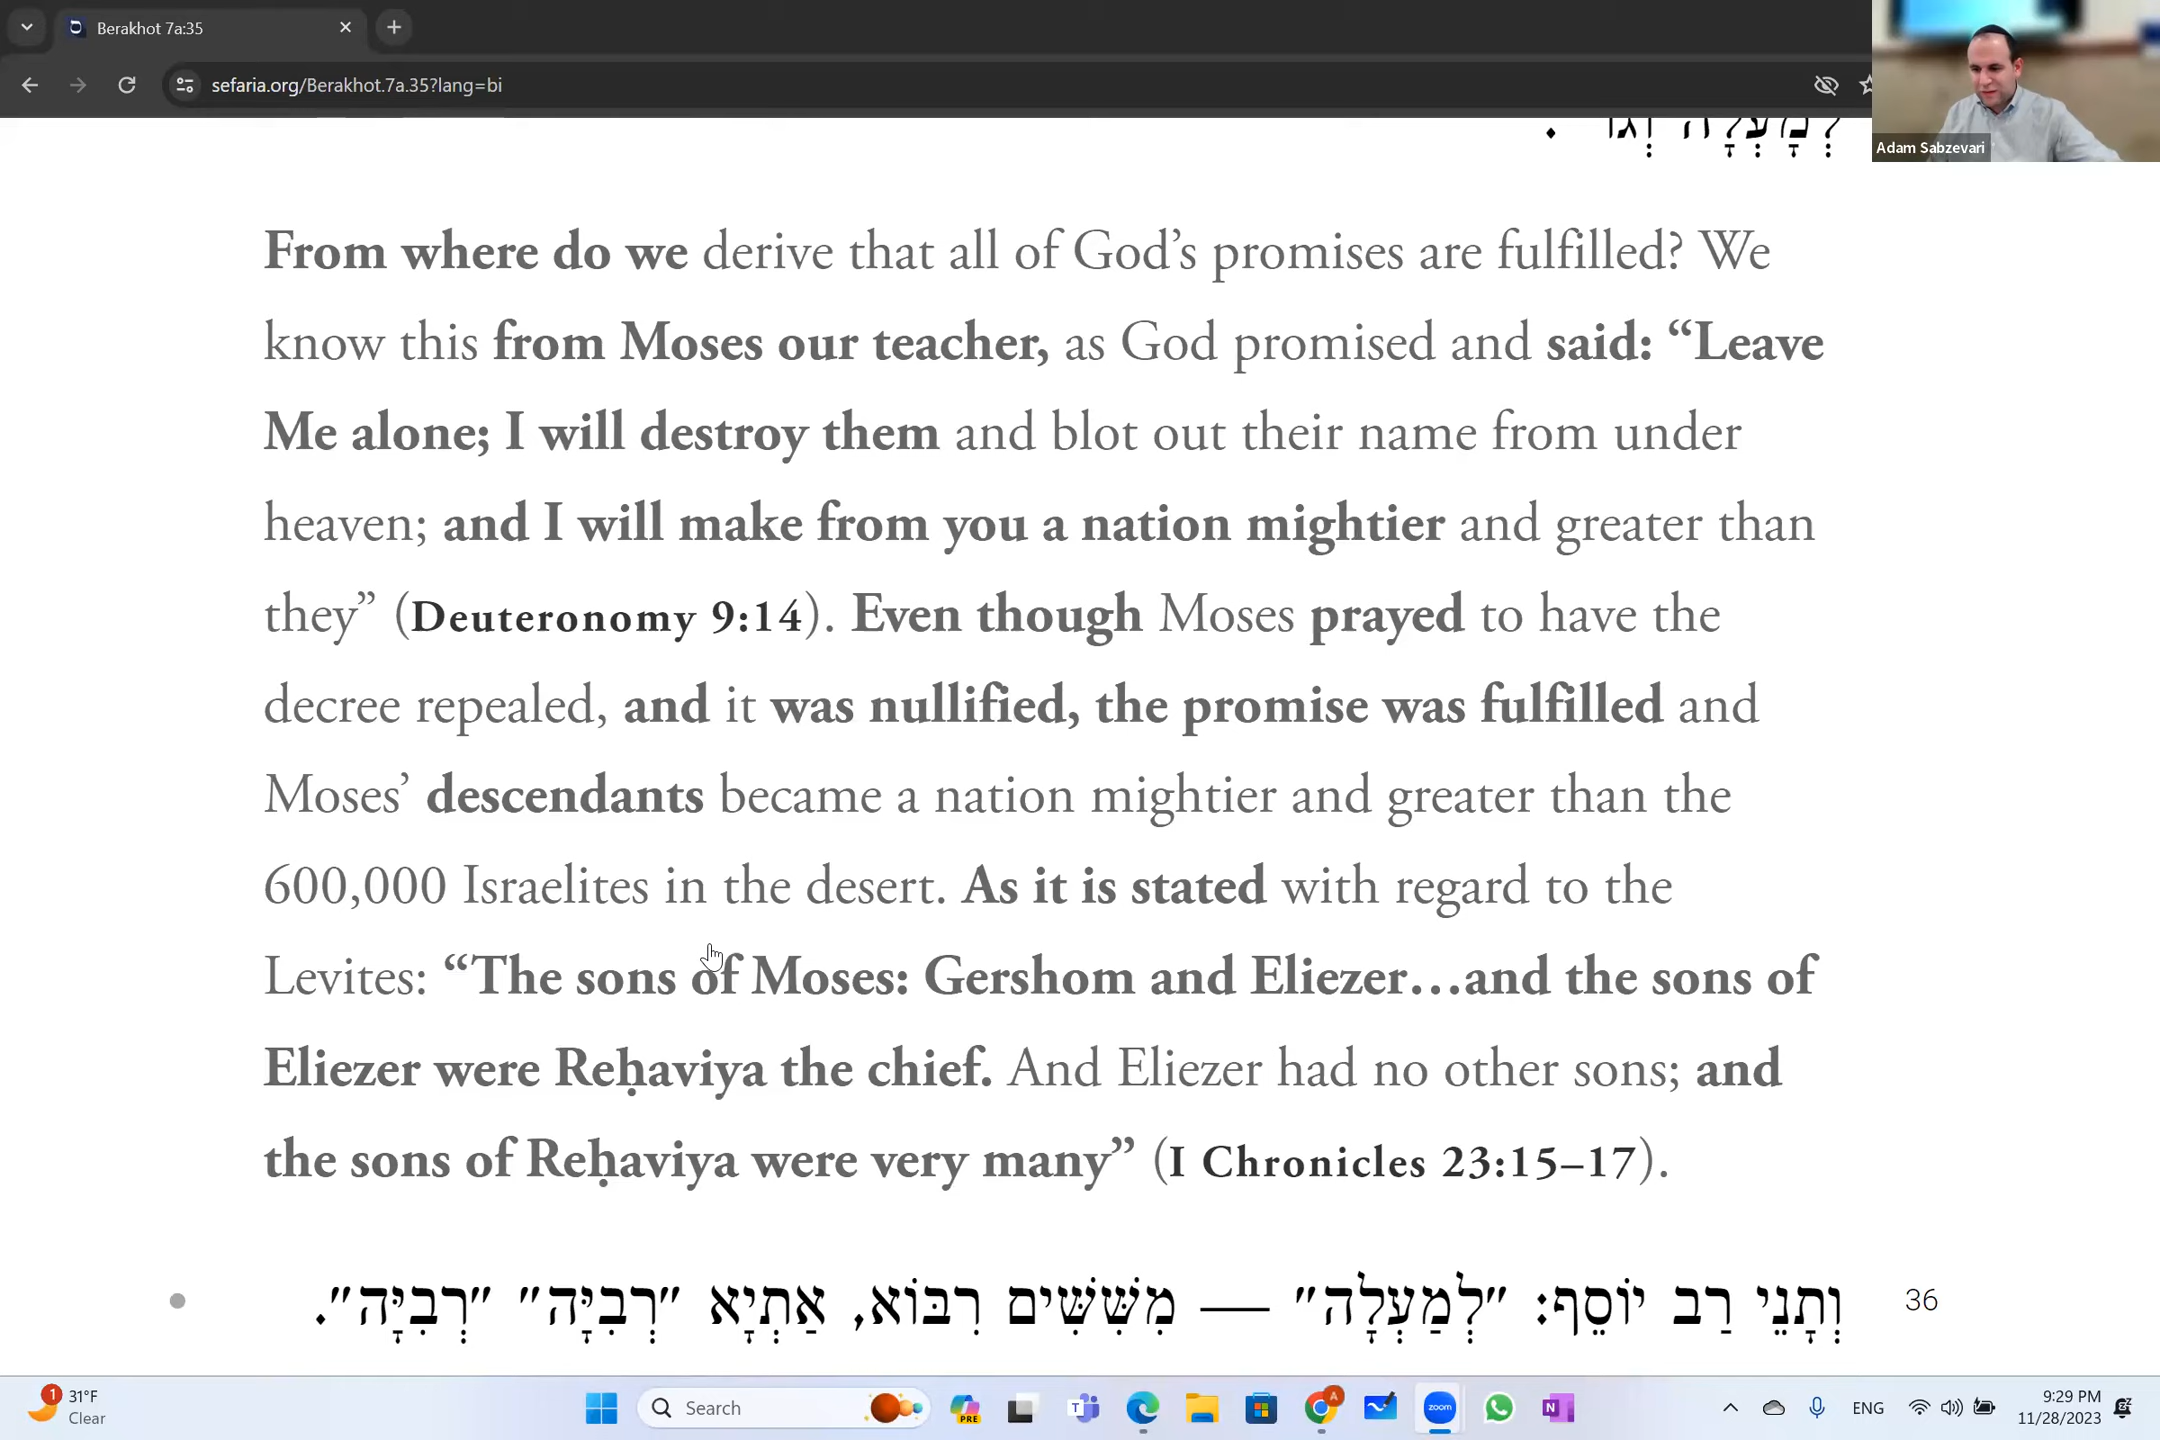 Berakhot 7a:35
sefaria.org/Berakhot.7a.35?lang=bi
Adam Sabzevari
From where do we derive that all of God’s promises are fulfilled? We
know this from Moses our teacher, as God promised and said: “Leave
Me alone; I will destroy them and blot out their name from under
heaven; and I will make from you a nation mightier and greater than
they” (Deuteronomy 9:14). Even though Moses prayed to have the
decree repealed, and it was nullified, the promise was fulfilled and
Moses’ descendants became a nation mightier and greater than the
600,000 Israelites in the desert. As it is stated with regard to the
Levites: “The sons of Moses: Gershom and Eliezer…and the sons of
Eliezer were Reḥaviya the chief. And Eliezer had no other sons; and
the sons of Reḥaviya were very many” (I Chronicles 23:15–17).
36 וְתָנֵי רַב יוֹסֵף: ״לְמַעְלָה״ — מִשִּׁשִּׁים רִבּוֹא, אַתְיָא ״רְבִיָּה״ ״רְבִיָּה״.
1
31°F
Clear
Search
PRE
T
A
zoom
N
ENG
9:29 PM
11/28/2023